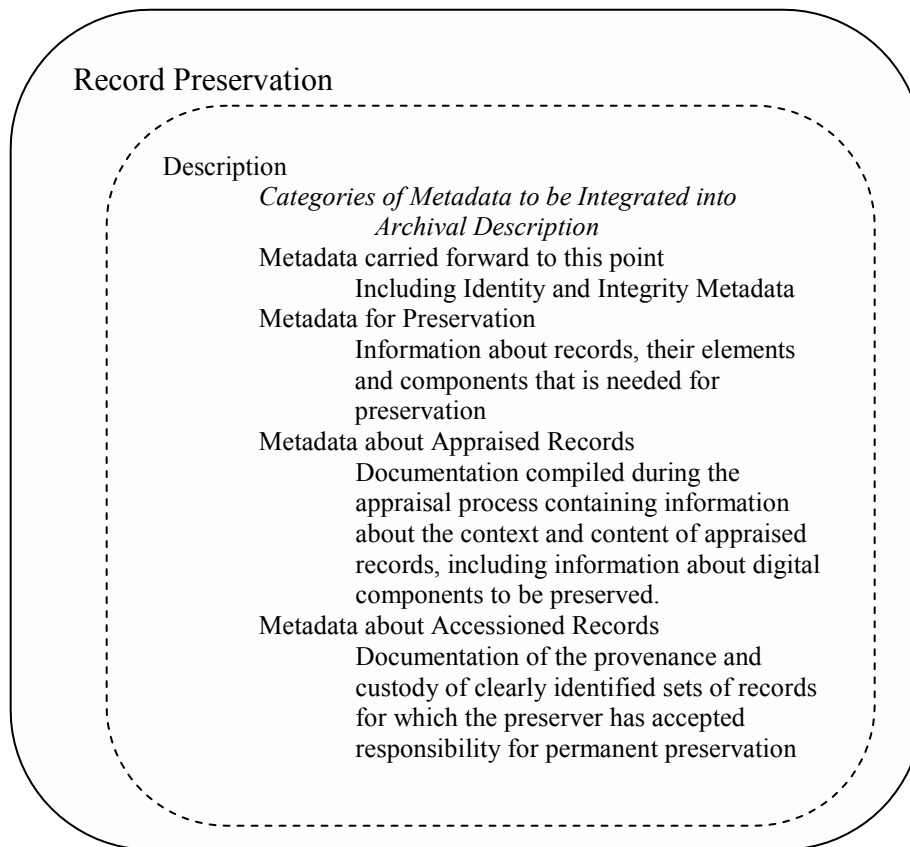 Record Preservation
Description
Categories of Metadata to be Integrated into
Archival Description
Metadata carried forward to this point
Including Identity and Integrity Metadata
Metadata for Preservation
Information about records, their elements
and components that is needed for
preservation
Metadata about Appraised Records
Documentation compiled during the
appraisal process containing information
about the context and content of appraised
records, including information about digital
components to be preserved.
Metadata about Accessioned Records
Documentation of the provenance and
custody of clearly identified sets of records
for which the preserver has accepted
responsibility for permanent preservation